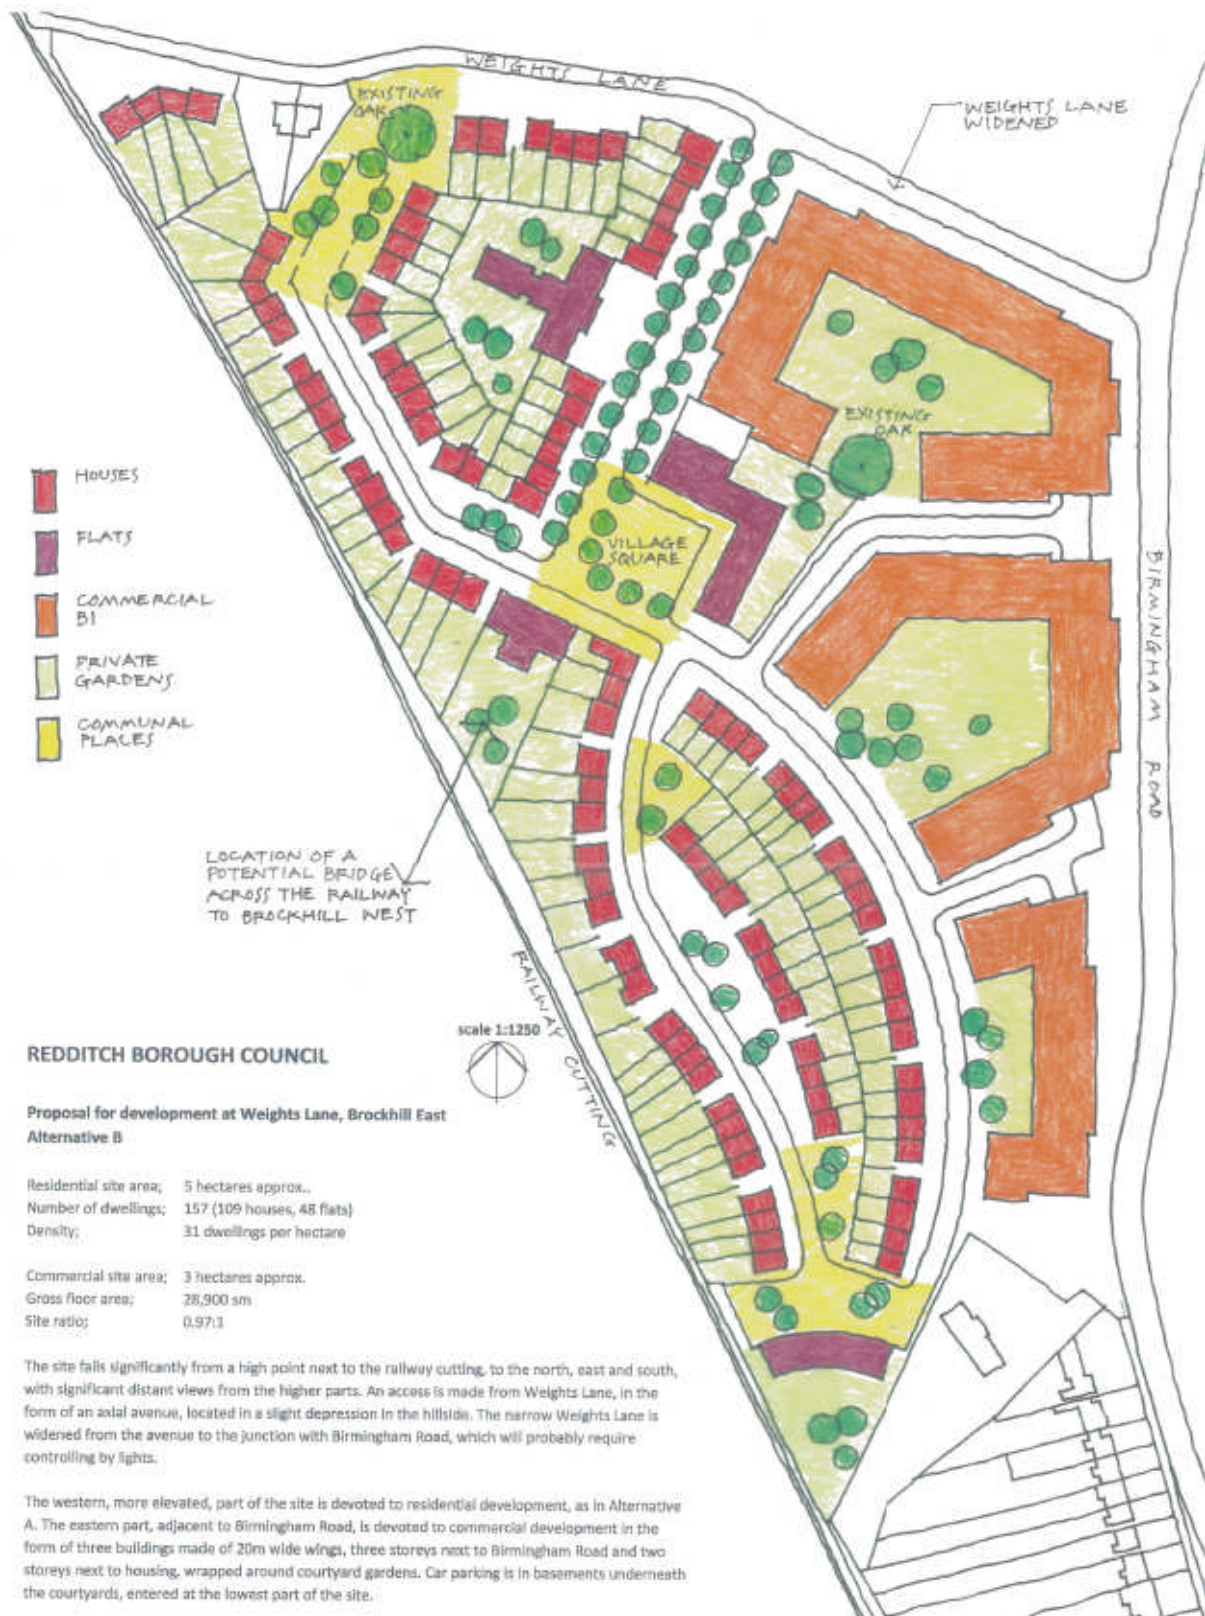 WEIGHTS LANE
EXISTING
OAK
WEIGHTS LANE
WIDENED
EXISTING
OAK
HOUSES
FLATS
COMMERCIAL
B1
PRIVATE
GARDENS
COMMUNAL
PLACES
VILLAGE
SQUARE
BIRMINGHAM ROAD
LOCATION OF A
POTENTIAL BRIDGE
ACROSS THE RAILWAY
TO BROCKHILL WEST
RAILWAY CUTTING
scale 1:1250
REDDITCH BOROUGH COUNCIL
Proposal for development at Weights Lane, Brockhill East
Alternative B
Residential site area; 5 hectares approx..
Number of dwellings; 157 (109 houses, 48 flats)
Density; 31 dwellings per hectare
Commercial site area; 3 hectares approx.
Gross floor area; 28,900 sm
Site ratio; 0.97:1
The site falls significantly from a high point next to the railway cutting, to the north, east and south,
with significant distant views from the higher parts. An access is made from Weights Lane, in the
form of an axial avenue, located in a slight depression in the hillside. The narrow Weights Lane is
widened from the avenue to the junction with Birmingham Road, which will probably require
controlling by lights.
The western, more elevated, part of the site is devoted to residential development, as in Alternative
A. The eastern part, adjacent to Birmingham Road, is devoted to commercial development in the
form of three buildings made of 20m wide wings, three storeys next to Birmingham Road and two
storeys next to housing, wrapped around courtyard gardens. Car parking is in basements underneath
the courtyards, entered at the lowest part of the site.